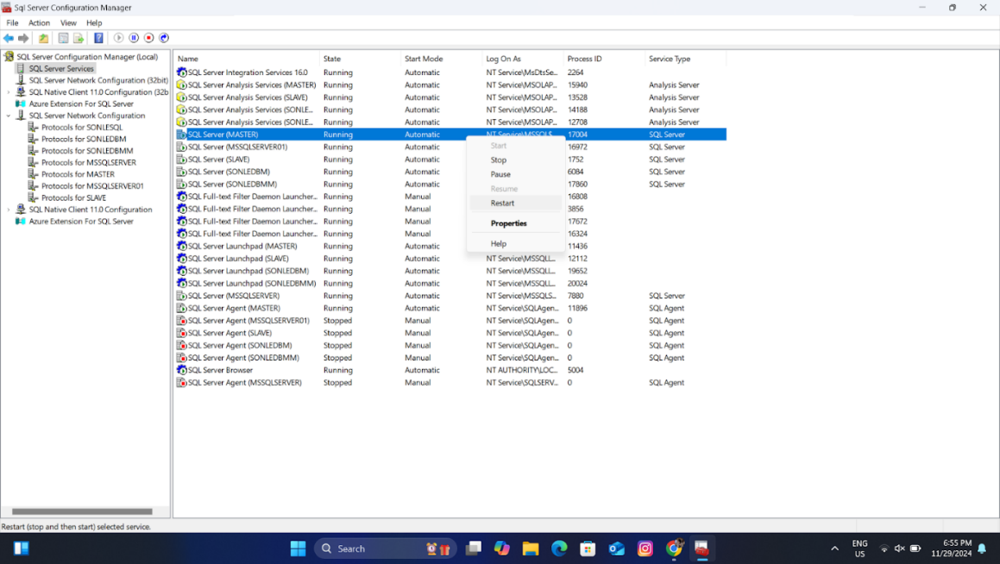 Sql Server Configuration Manager
File Action View Help
SQL Server Configuration Manager (Local)
SQL Server Services
SQL Server Network Configuration (32bit)
SQL Native Client 11.0 Configuration (32b
Azure Extension For SQL Server
SQL Server Network Configuration
Protocols for SONLESQL
Protocols for SONLEDBM
Protocols for SONLEDBMM
Protocols for MSSQLSERVER
Protocols for MASTER
Protocols for MSSQLSERVER01
Protocols for SLAVE
SQL Native Client 11.0 Configuration
Azure Extension For SQL Server
Name State Start Mode Log On As Process ID Service Type
SQL Server Integration Services 16.0 Running Automatic NT Service\MsDtsSe... 2264
SQL Server Analysis Services (MASTER) Running Automatic NT Service\MSOLAP... 15940 Analysis Server
SQL Server Analysis Services (SLAVE) Running Automatic NT Service\MSOLAP... 13528 Analysis Server
SQL Server Analysis Services (SONLE... Running Automatic NT Service\MSOLAP... 14188 Analysis Server
SQL Server Analysis Services (SONLE... Running Automatic NT Service\MSOLAP... 12708 Analysis Server
SQL Server (MASTER) Running Automatic NT Service\MSSQL$... 17004 SQL Server
SQL Server (MSSQLSERVER01) Running Automatic 16972 SQL Server
SQL Server (SLAVE) Running Automatic 1752 SQL Server
SQL Server (SONLEDBM) Running Automatic 6084 SQL Server
SQL Server (SONLEDBMM) Running Automatic 17860 SQL Server
SQL Full-text Filter Daemon Launcher... Running Manual 16808
SQL Full-text Filter Daemon Launcher... Running Manual 3856
SQL Full-text Filter Daemon Launcher... Running Manual 17672
SQL Full-text Filter Daemon Launcher... Running Manual 16324
SQL Server Launchpad (MASTER) Running Automatic 11436
SQL Server Launchpad (SLAVE) Running Automatic NT Service\MSSQLL... 12112
SQL Server Launchpad (SONLEDBM) Running Automatic NT Service\MSSQLL... 19652
SQL Server Launchpad (SONLEDBMM) Running Automatic NT Service\MSSQLL... 20024
SQL Server (MSSQLSERVER) Running Automatic NT Service\MSSQLS... 7880 SQL Server
SQL Server Agent (MASTER) Running Automatic NT Service\SQLAgen... 11896 SQL Agent
SQL Server Agent (MSSQLSERVER01) Stopped Manual NT Service\SQLAgen... 0 SQL Agent
SQL Server Agent (SLAVE) Stopped Manual NT Service\SQLAgen... 0 SQL Agent
SQL Server Agent (SONLEDBM) Stopped Manual NT Service\SQLAgen... 0 SQL Agent
SQL Server Agent (SONLEDBMM) Stopped Manual NT Service\SQLAgen... 0 SQL Agent
SQL Server Browser Running Automatic NT AUTHORITY\LOC... 5004
SQL Server Agent (MSSQLSERVER) Stopped Manual NT Service\SQLSERV... 0 SQL Agent
Start
Stop
Pause
Resume
Restart
Properties
Help
Restart (stop and then start) selected service.
Search
ENG
US
6:55 PM
11/29/2024